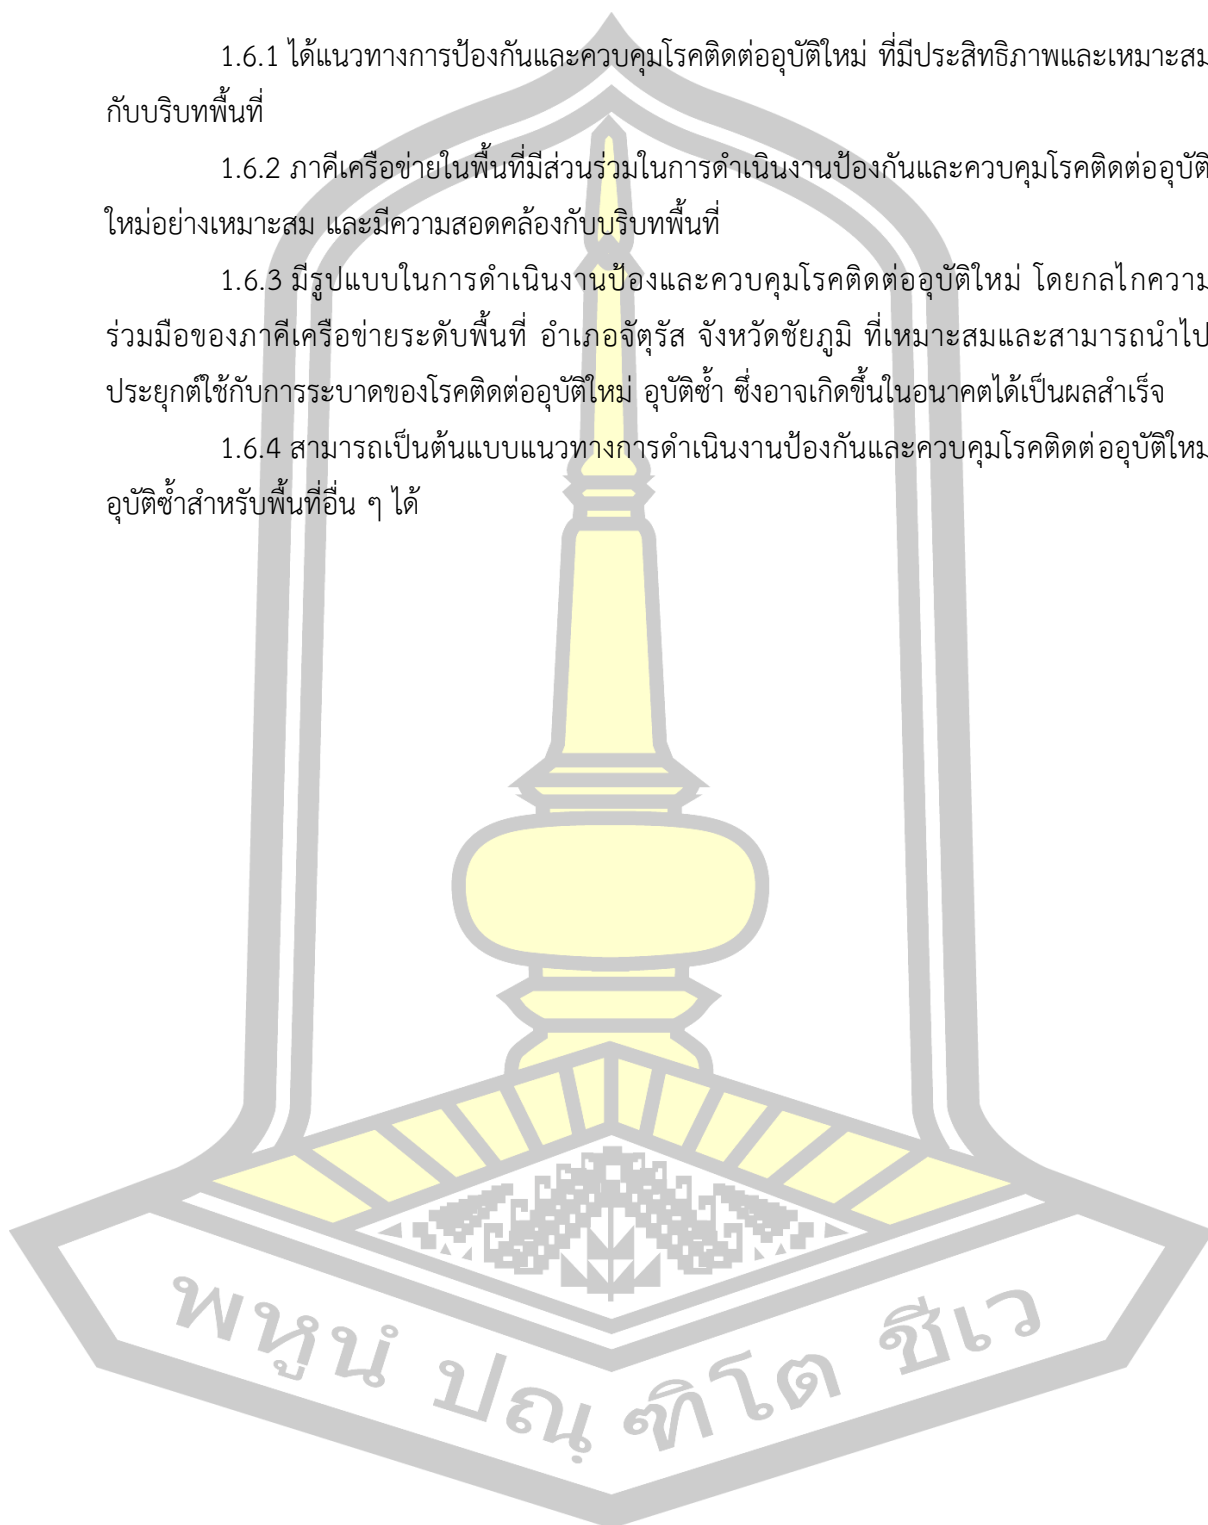 1.6.1 ได้แนวทางการป้องกันและควบคุมโรคติดต่ออุบัติใหม่ ที่มีประสิทธิภาพและเหมาะสม
กับบริบทพื้นที่
1.6.2 ภาคีเครือข่ายในพื้นที่มีส่วนร่วมในการดำเนินงานป้องกันและควบคุมโรคติดต่ออุบัติ
ใหม่อย่างเหมาะสม และมีความสอดคล้องกับบริบทพื้นที่
1.6.3 มีรูปแบบในการดำเนินงานป้องและควบคุมโรคติดต่ออุบัติใหม่ โดยกลไกความ
ร่วมมือของภาคีเครือข่ายระดับพื้นที่ อำเภอจัตุรัส จังหวัดชัยภูมิ ที่เหมาะสมและสามารถนำไป
ประยุกต์ใช้กับการระบาดของโรคติดต่ออุบัติใหม่ อุบัติซ้ำ ซึ่งอาจเกิดขึ้นในอนาคตได้เป็นผลสำเร็จ
1.6.4 สามารถเป็นต้นแบบแนวทางการดำเนินงานป้องกันและควบคุมโรคติดต่ออุบัติใหม่
อุบัติซ้ำสำหรับพื้นที่อื่น ๆ ได้
พหูนํ ปณฺฑิโต ชีเว